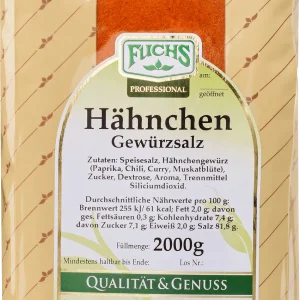 FUCHS
PROFESSIONAL
am:
geöffnet
Hähnchen
Gewürzsalz
Zutaten: Speisesalz, Hähnchengewürz
(Paprika, Chili, Curry, Muskatblüte),
Zucker, Dextrose, Aroma, Trennmittel
Siliciumdioxid.
Durchschnittliche Nährwerte pro 100 g:
Brennwert 255 kJ/ 61 kcal; Fett 2,0 g; davon
ges. Fettsäuren 0,3 g; Kohlenhydrate 7,4 g;
davon Zucker 7,1 g; Eiweiß 2,0 g; Salz 81,8 g.
Füllmenge: 2000g
Mindestens haltbar bis Ende: Los Nr.:
QUALITÄT & GENUSS